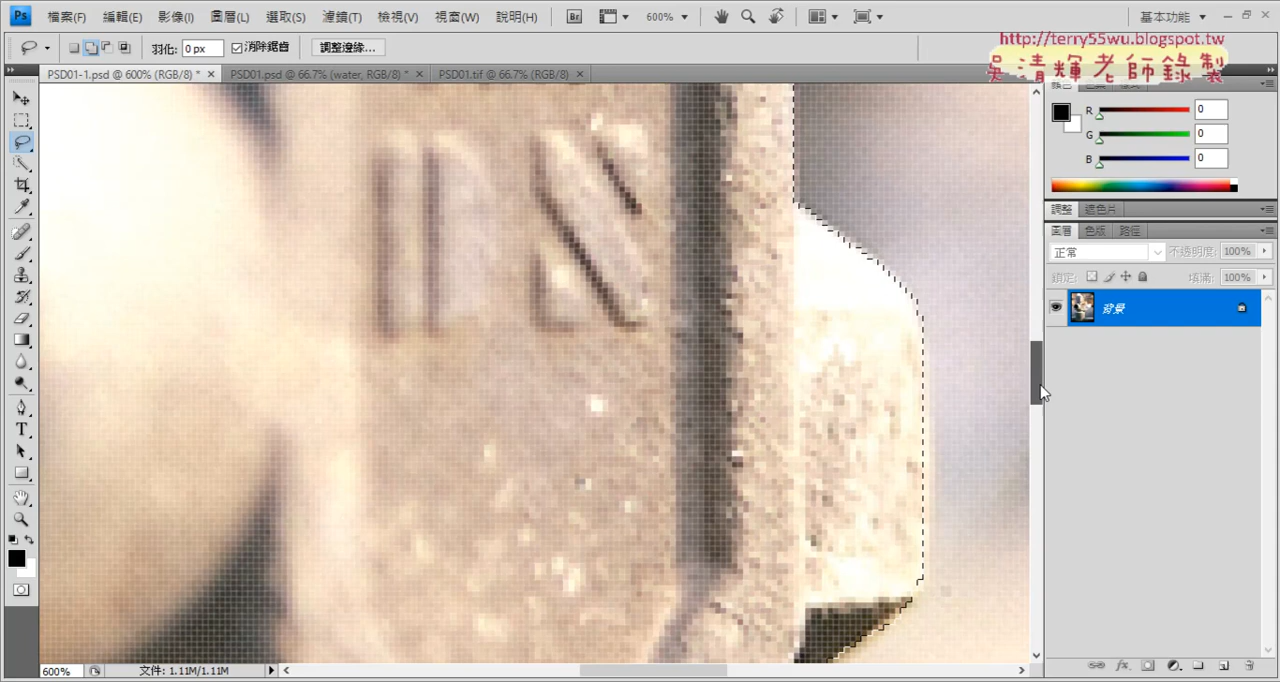 檔案(F) 編輯(E) 影像(I) 圖層(L) 選取(S) 濾鏡(T) 檢視(V) 視窗(W) 說明(H) Br 600% 基本功能
http://terry55wu.blogspot.tw
吳清輝老師錄製
羽化: 0 px 消除鋸齒 調整邊緣...
PSD01-1.psd @ 600% (RGB/8) * PSD01.psd @ 66.7% (water, RGB/8) * PSD01.tif @ 66.7% (RGB/8)
R 0
G 0
B 0
調整 遮色片
圖層 色版 路徑
正常 不透明度: 100%
鎖定: 填滿: 100%
背景
600% 文件: 1.11M/1.11M